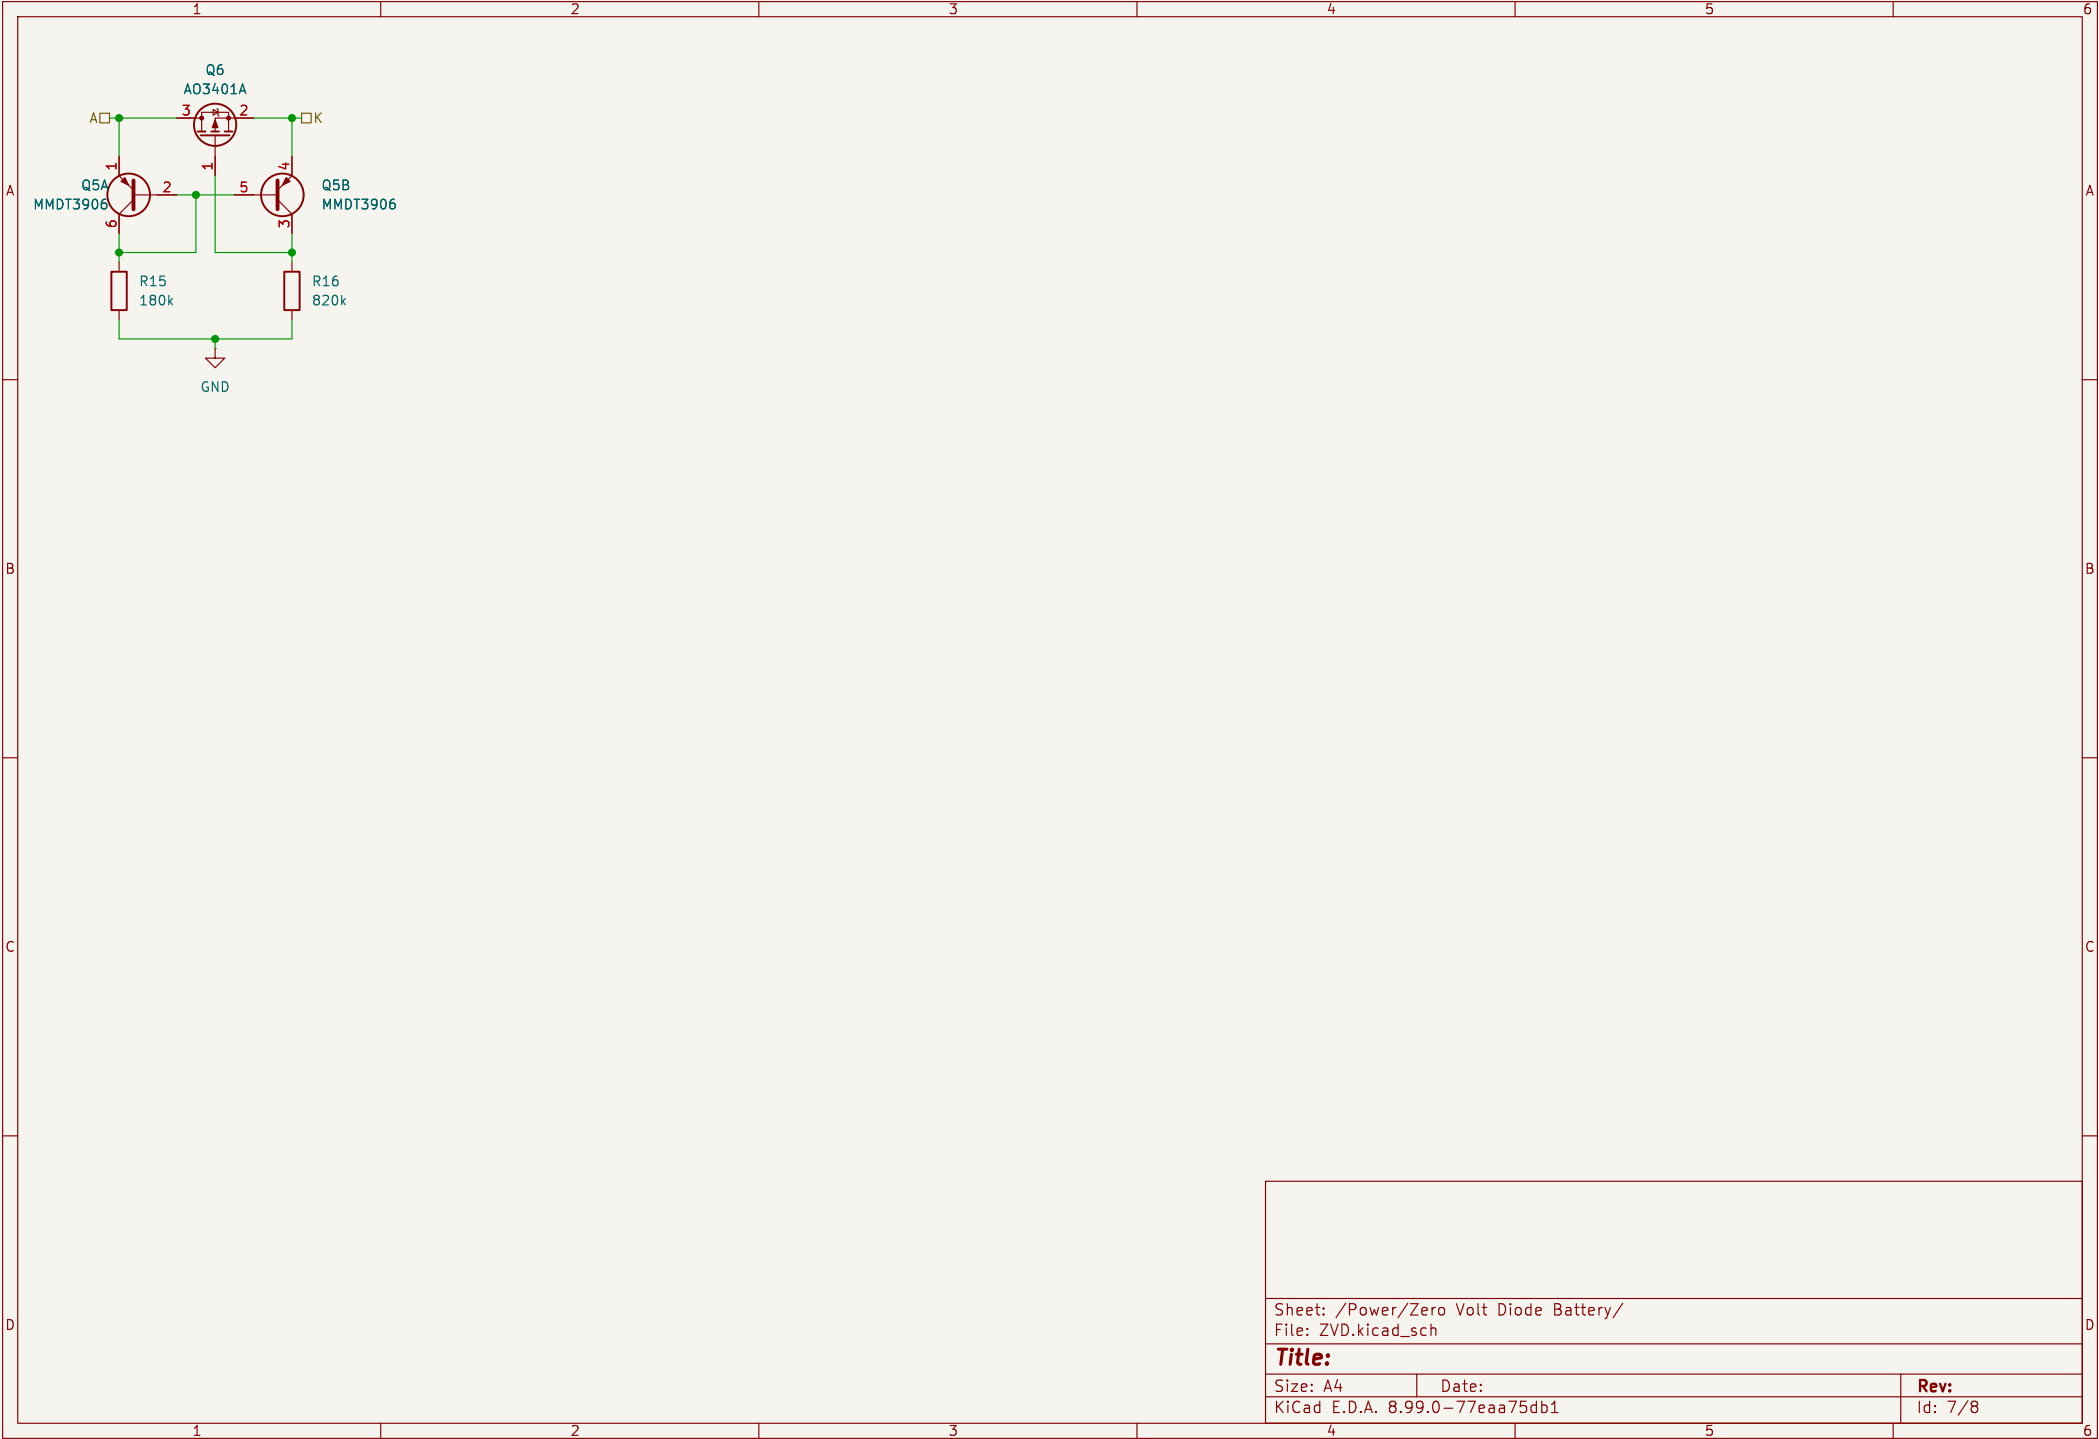 1 2 3 4 5 6
Q6
AO3401A
A 3 2 K
1 1 4
Q5A 2 5 Q5B
A MMDT3906 MMDT3906 A
6 3
R15 R16
180k 820k
GND
B B
C C
Sheet: /Power/Zero Volt Diode Battery/
D D
File: ZVD.kicad_sch
Title:
Size: A4 Date: Rev:
KiCad E.D.A. 8.99.0-77eaa75db1 Id: 7/8
1 2 3 4 5 6